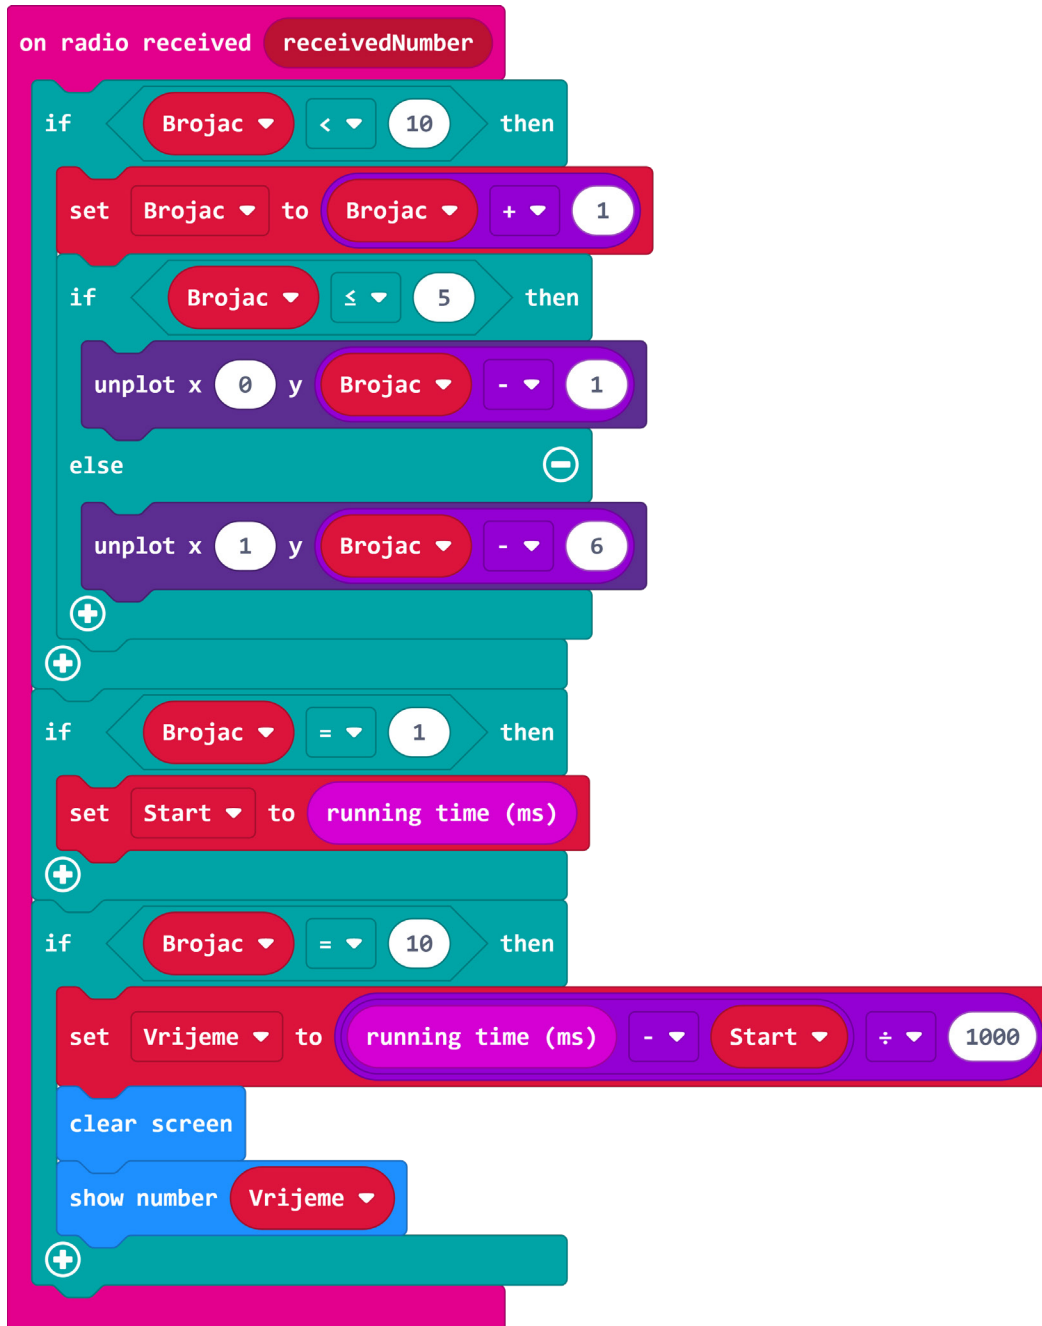 on radio received receivedNumber
if Brojac < 10 then
set Brojac to Brojac + 1
if Brojac ≤ 5 then
unplot x 0 y Brojac - 1
else
unplot x 1 y Brojac - 6
if Brojac = 1 then
set Start to running time (ms)
if Brojac = 10 then
set Vrijeme to running time (ms) - Start ÷ 1000
clear screen
show number Vrijeme